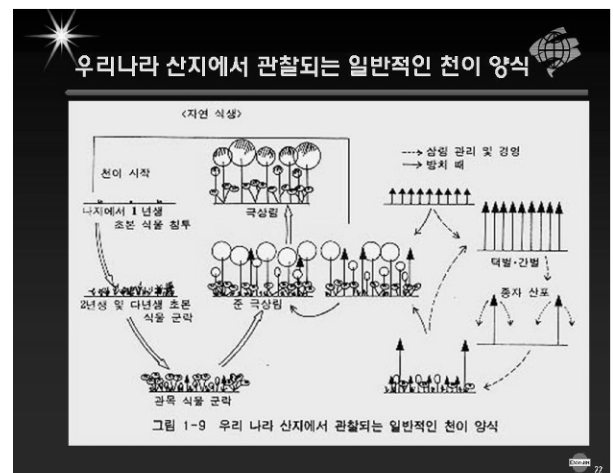 우리나라 산지에서 관찰되는 일반적인 천이 양식
<자연 식생>
천이 시작
나지에서 1년생
초본 식물 침투
2년생 및 다년생 초본
식물 군락
관목 식물 군락
준 극상림
극상림
삼림 관리 및 경영
방치 때
택벌·간벌
종자 산포
그림 1-9 우리 나라 산지에서 관찰되는 일반적인 천이 양식
22